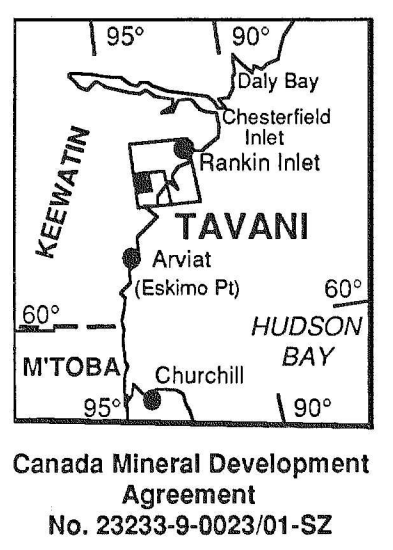 95° 90°
Daly Bay
Chesterfield
Inlet
Rankin Inlet
KEEWATIN
TAVANI
Arviat
(Eskimo Pt)
60° 60°
HUDSON
BAY
M'TOBA
Churchill
95° 90°
Canada Mineral Development
Agreement
No. 23233-9-0023/01-SZ